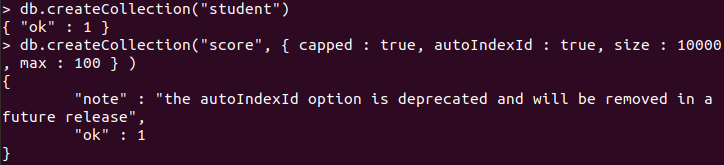 > db.createCollection("student")
{ "ok" : 1 }
> db.createCollection("score", { capped : true, autoIndexId : true, size : 10000
, max : 100 } )
{
        "note" : "the autoIndexId option is deprecated and will be removed in a
future release",
        "ok" : 1
}